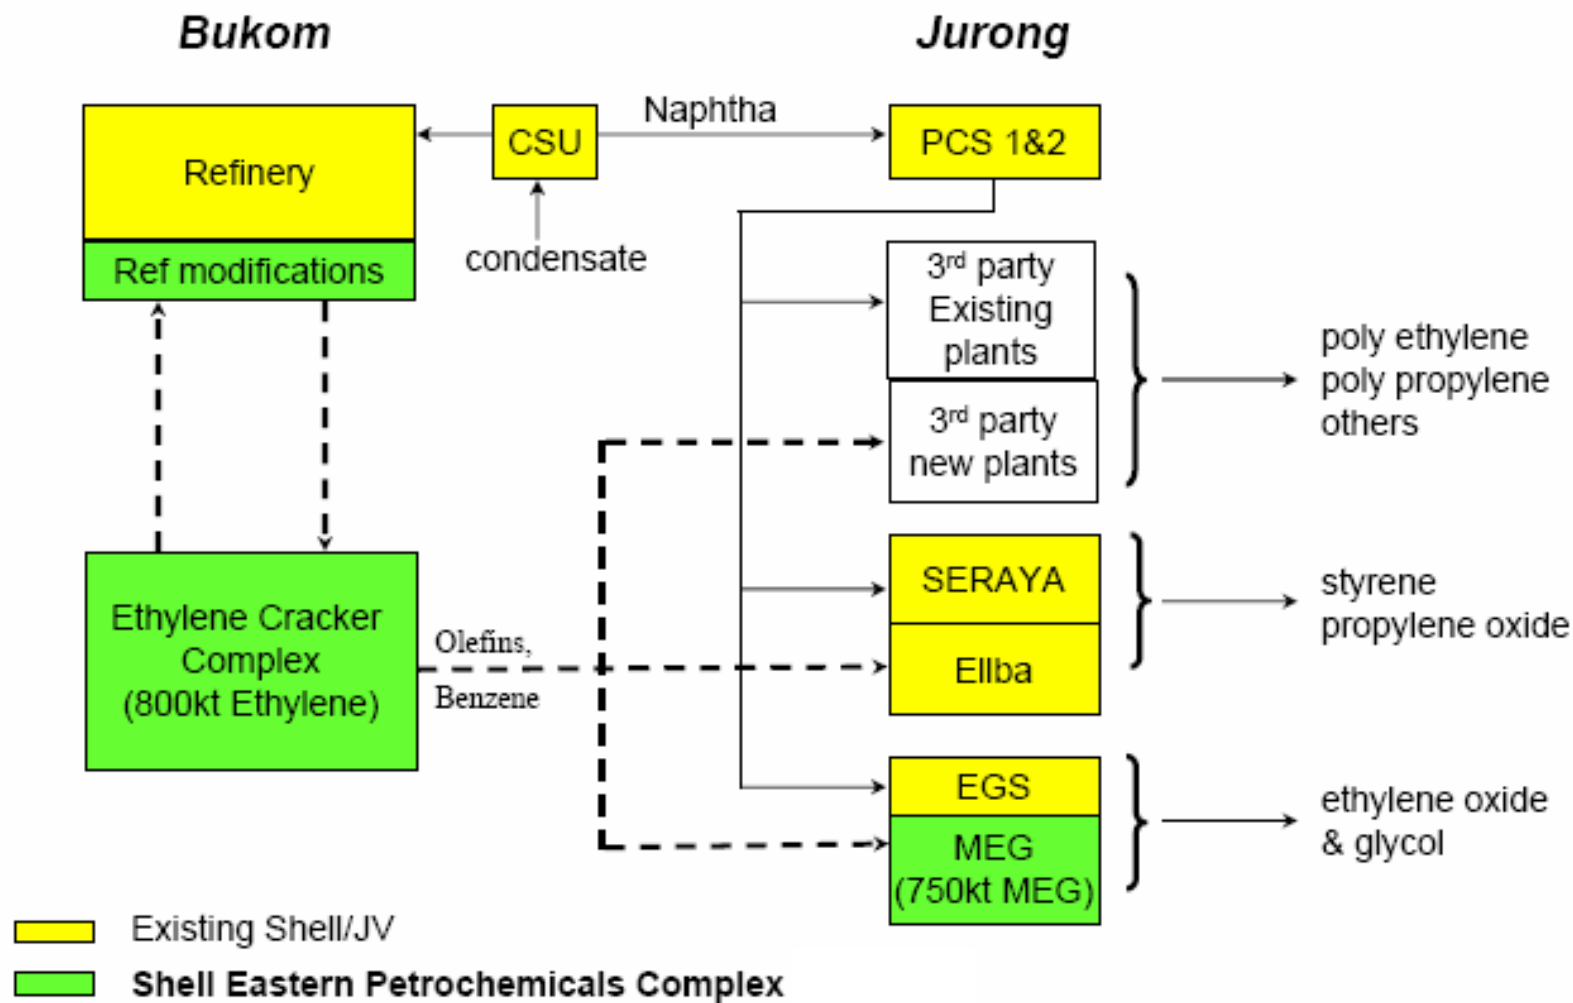 Bukom
Jurong
Refinery
Ref modifications
CSU
condensate
Naphtha
PCS 1&2
3rd party
Existing
plants
3rd party
new plants
poly ethylene
poly propylene
others
Ethylene Cracker
Complex
(800kt Ethylene)
Olefins,
Benzene
SERAYA
Ellba
styrene
propylene oxide
EGS
MEG
(750kt MEG)
ethylene oxide
& glycol
Existing Shell/JV
Shell Eastern Petrochemicals Complex